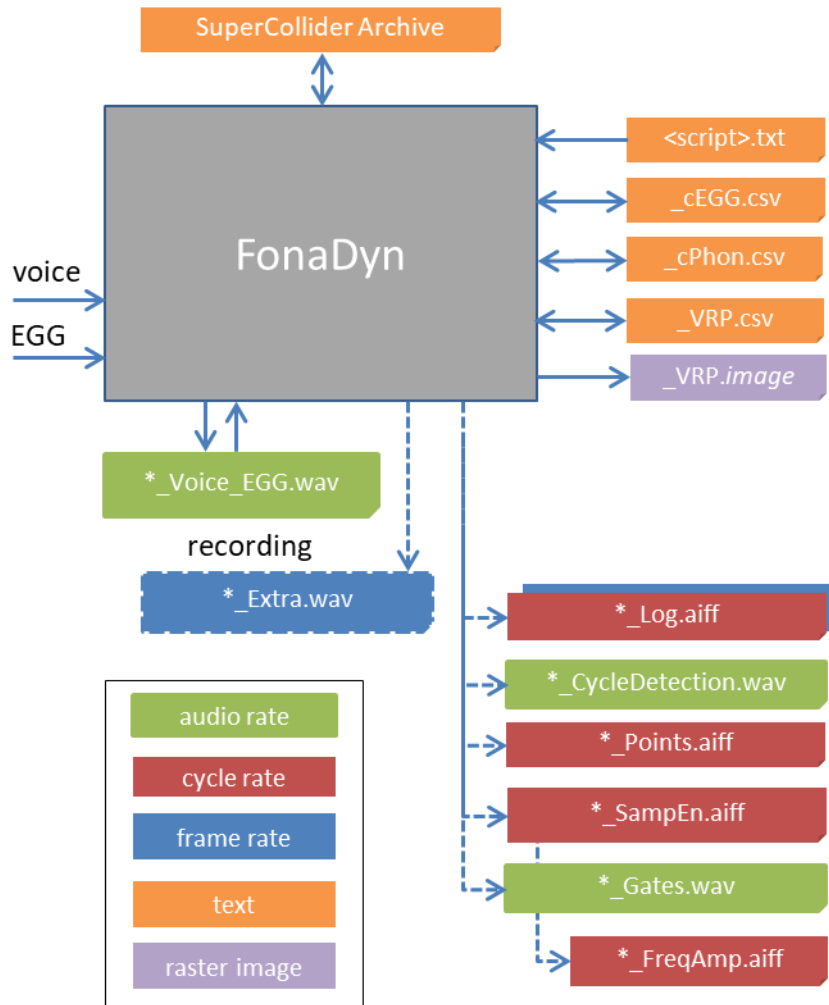 SuperCollider Archive
<script>.txt
_cEGG.csv
_cPhon.csv
_VRP.csv
_VRP.image
FonaDyn
voice
EGG
*_Voice_EGG.wav
recording
*_Extra.wav
*_Log.aiff
*_CycleDetection.wav
*_Points.aiff
*_SampEn.aiff
*_Gates.wav
*_FreqAmp.aiff
audio rate
cycle rate
frame rate
text
raster image